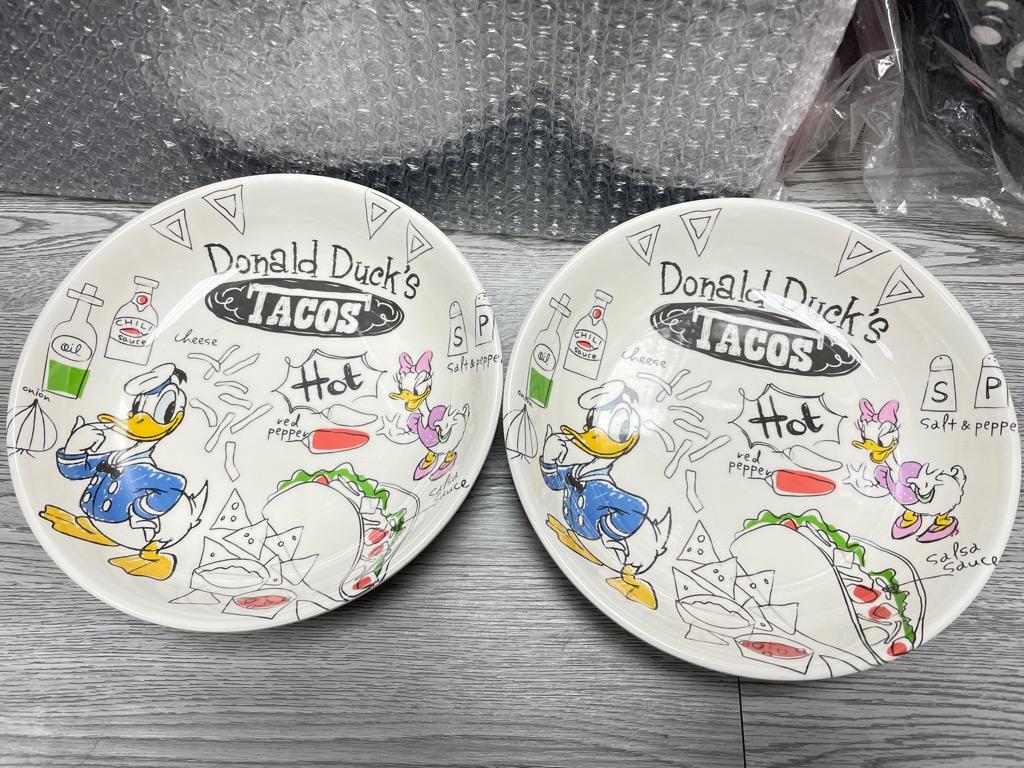 Donald Duck's
TACOS
CHILI
sauce
cheese
S P
salt & pepper
Oil
Hot
onion
red
pepper
salsa
sauce
Donald Duck's
TACOS
CHILI
sauce
cheese
S P
salt & peppe
Oil
Hot
onion
red
pepper
salsa
sauce